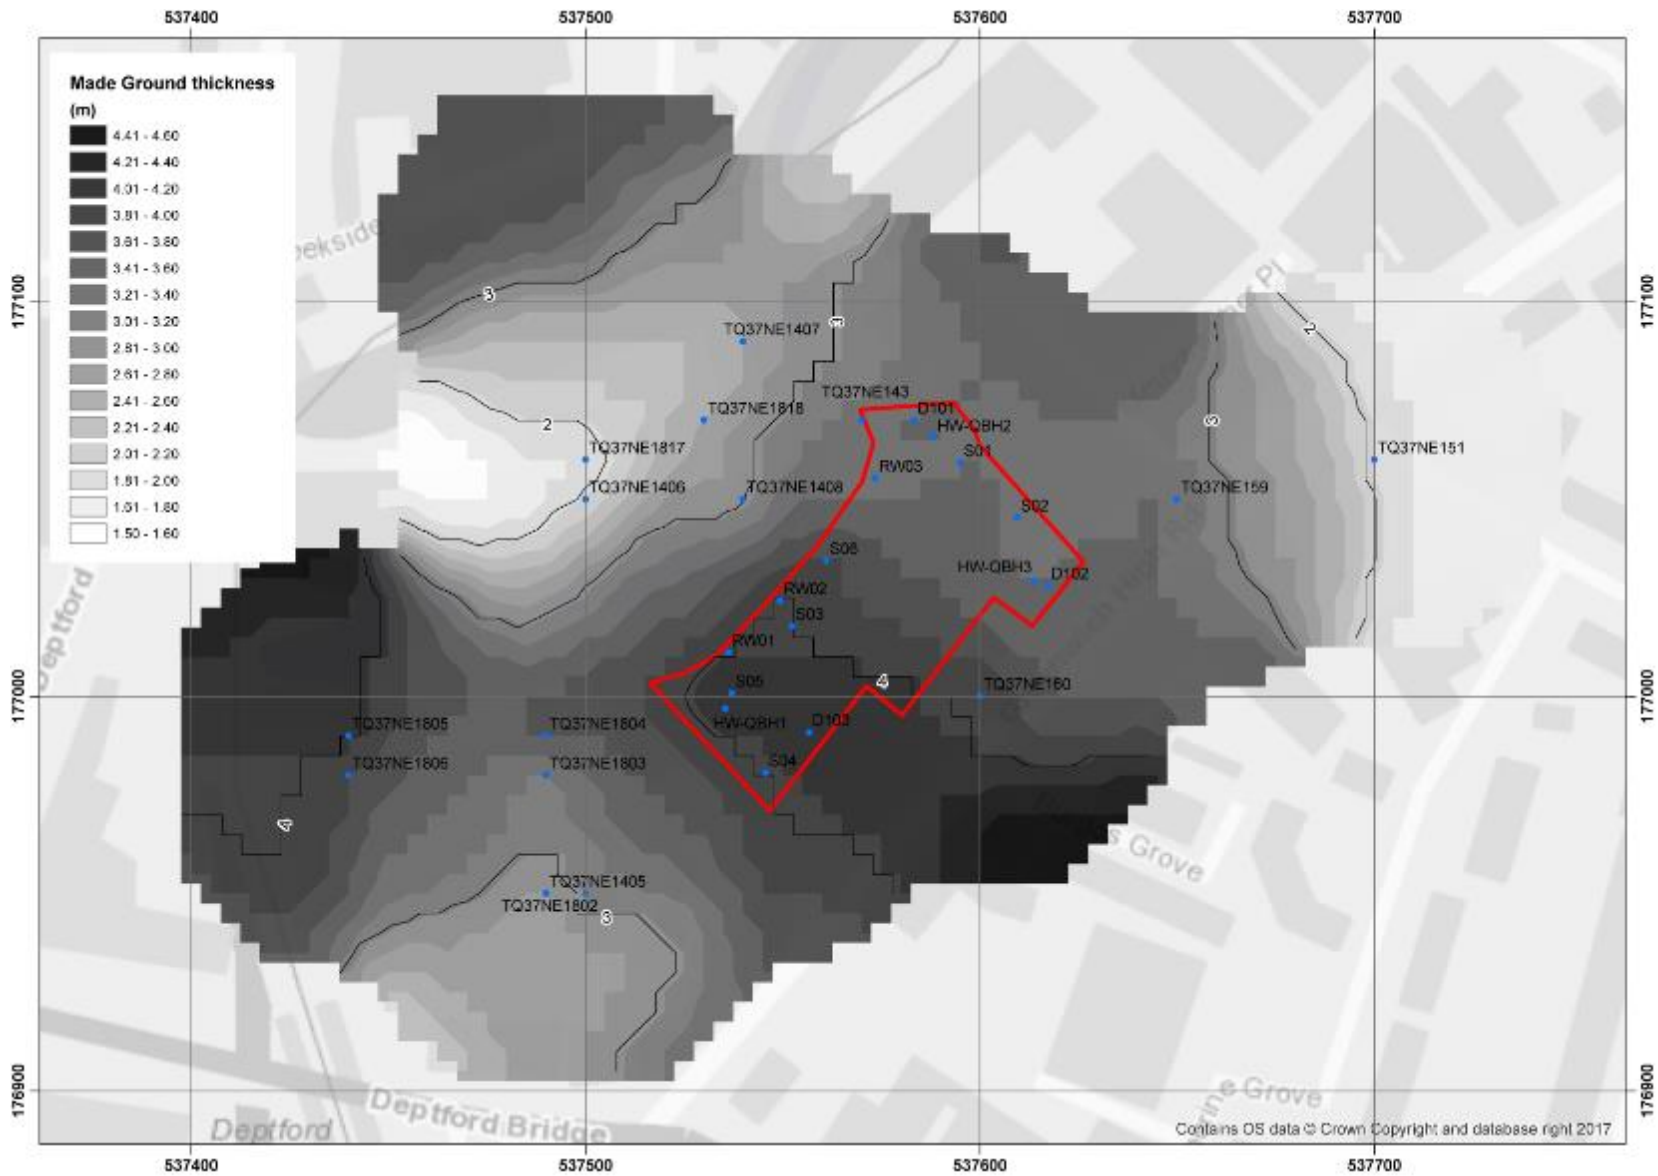 537400 537500 537600 537700
Made Ground thickness
(m)
4.41 - 4.60
4.21 - 4.40
4.01 - 4.20
3.81 - 4.00
3.61 - 3.80
3.41 - 3.60
3.21 - 3.40
3.01 - 3.20
2.81 - 3.00
2.61 - 2.80
2.41 - 2.60
2.21 - 2.40
2.01 - 2.20
1.81 - 2.00
1.61 - 1.80
1.50 - 1.60
eekside
177100
177100
3
3
2
TQ37NE1407
TQ37NE143
D101
TQ37NE1818
HW-QBH2
2
3
TQ37NE1817
S01
TQ37NE151
RW03
TQ37NE1406
TQ37NE1408
TQ37NE159
S02
S06
HW-QBH3
D102
RW02
Deptford
S03
RW01
4
TQ37NE160
177000
177000
S05
HW-QBH1
D103
TQ37NE1805
TQ37NE1804
TQ37NE1806
TQ37NE1803
S04
4
s Grove
TQ37NE1405
TQ37NE1802
3
176900
176900
Deptford Bridge
Deptford
e Grove
Contains OS data © Crown Copyright and database right 2017
537400 537500 537600 537700